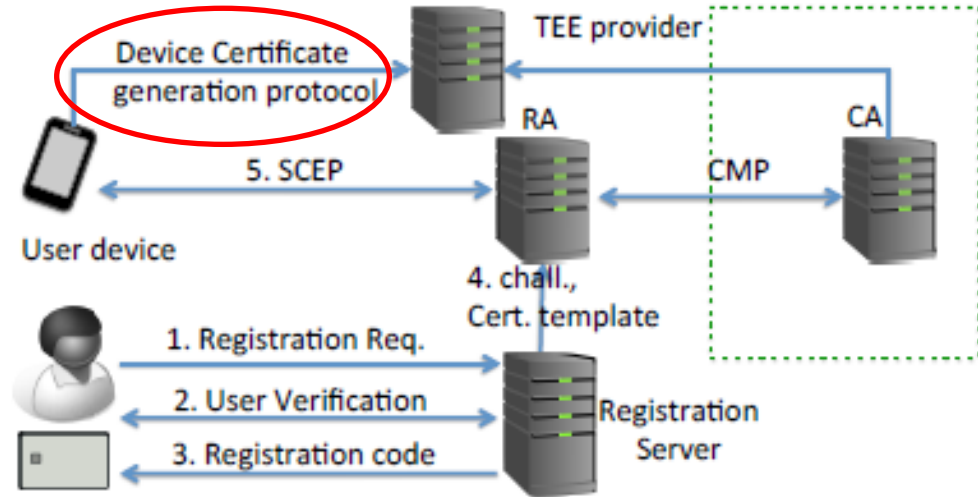 TEE provider
Device Certificate
generation protocol
RA
CA
5. SCEP
CMP
User device
4. chall.,
Cert. template
1. Registration Req.
2. User Verification
Registration
Server
3. Registration code